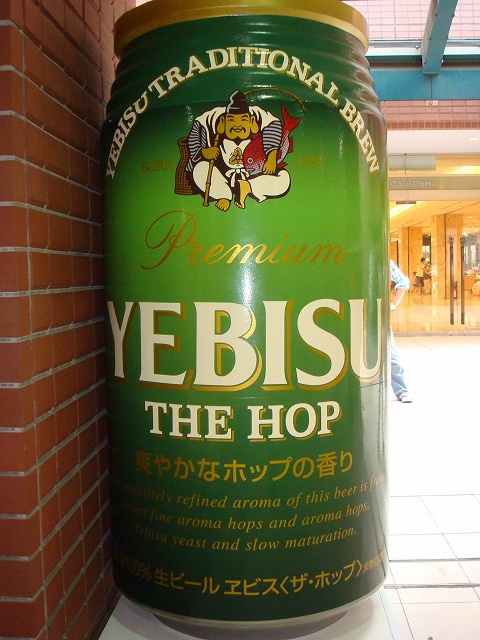 YEBISU TRADITIONAL BREW
BORN 1887
Premium
YEBISU
THE HOP
爽やかなホップの香り
exquisitely refined aroma of this beer is from
select fine aroma hops and aroma hops,
Yebisu yeast and slow maturation.
100% 生ビール ヱビス〈ザ・ホップ〉